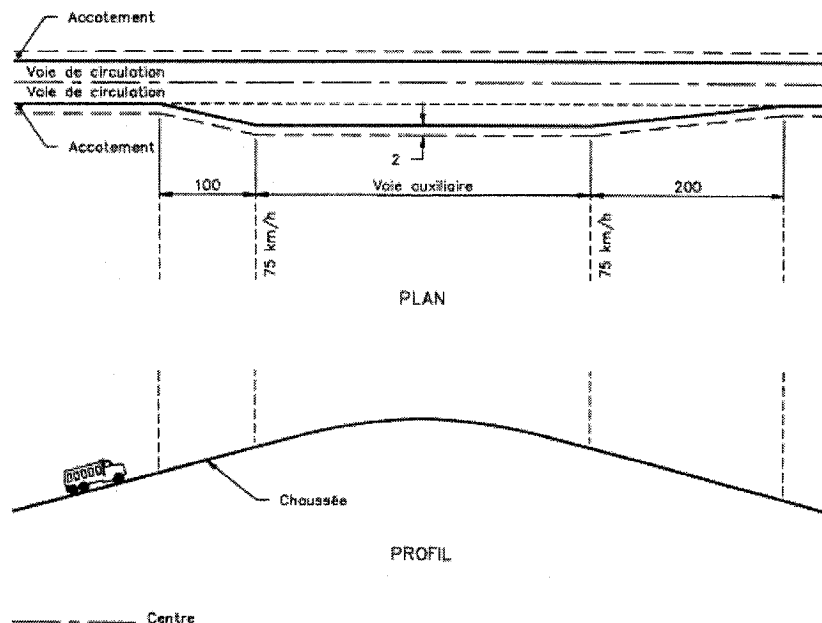 Accotement
Voie de circulation
Voie de circulation
Accotement
2
100
Voie auxiliaire
200
75 km/h
75 km/h
PLAN
Chaussée
PROFIL
Centre